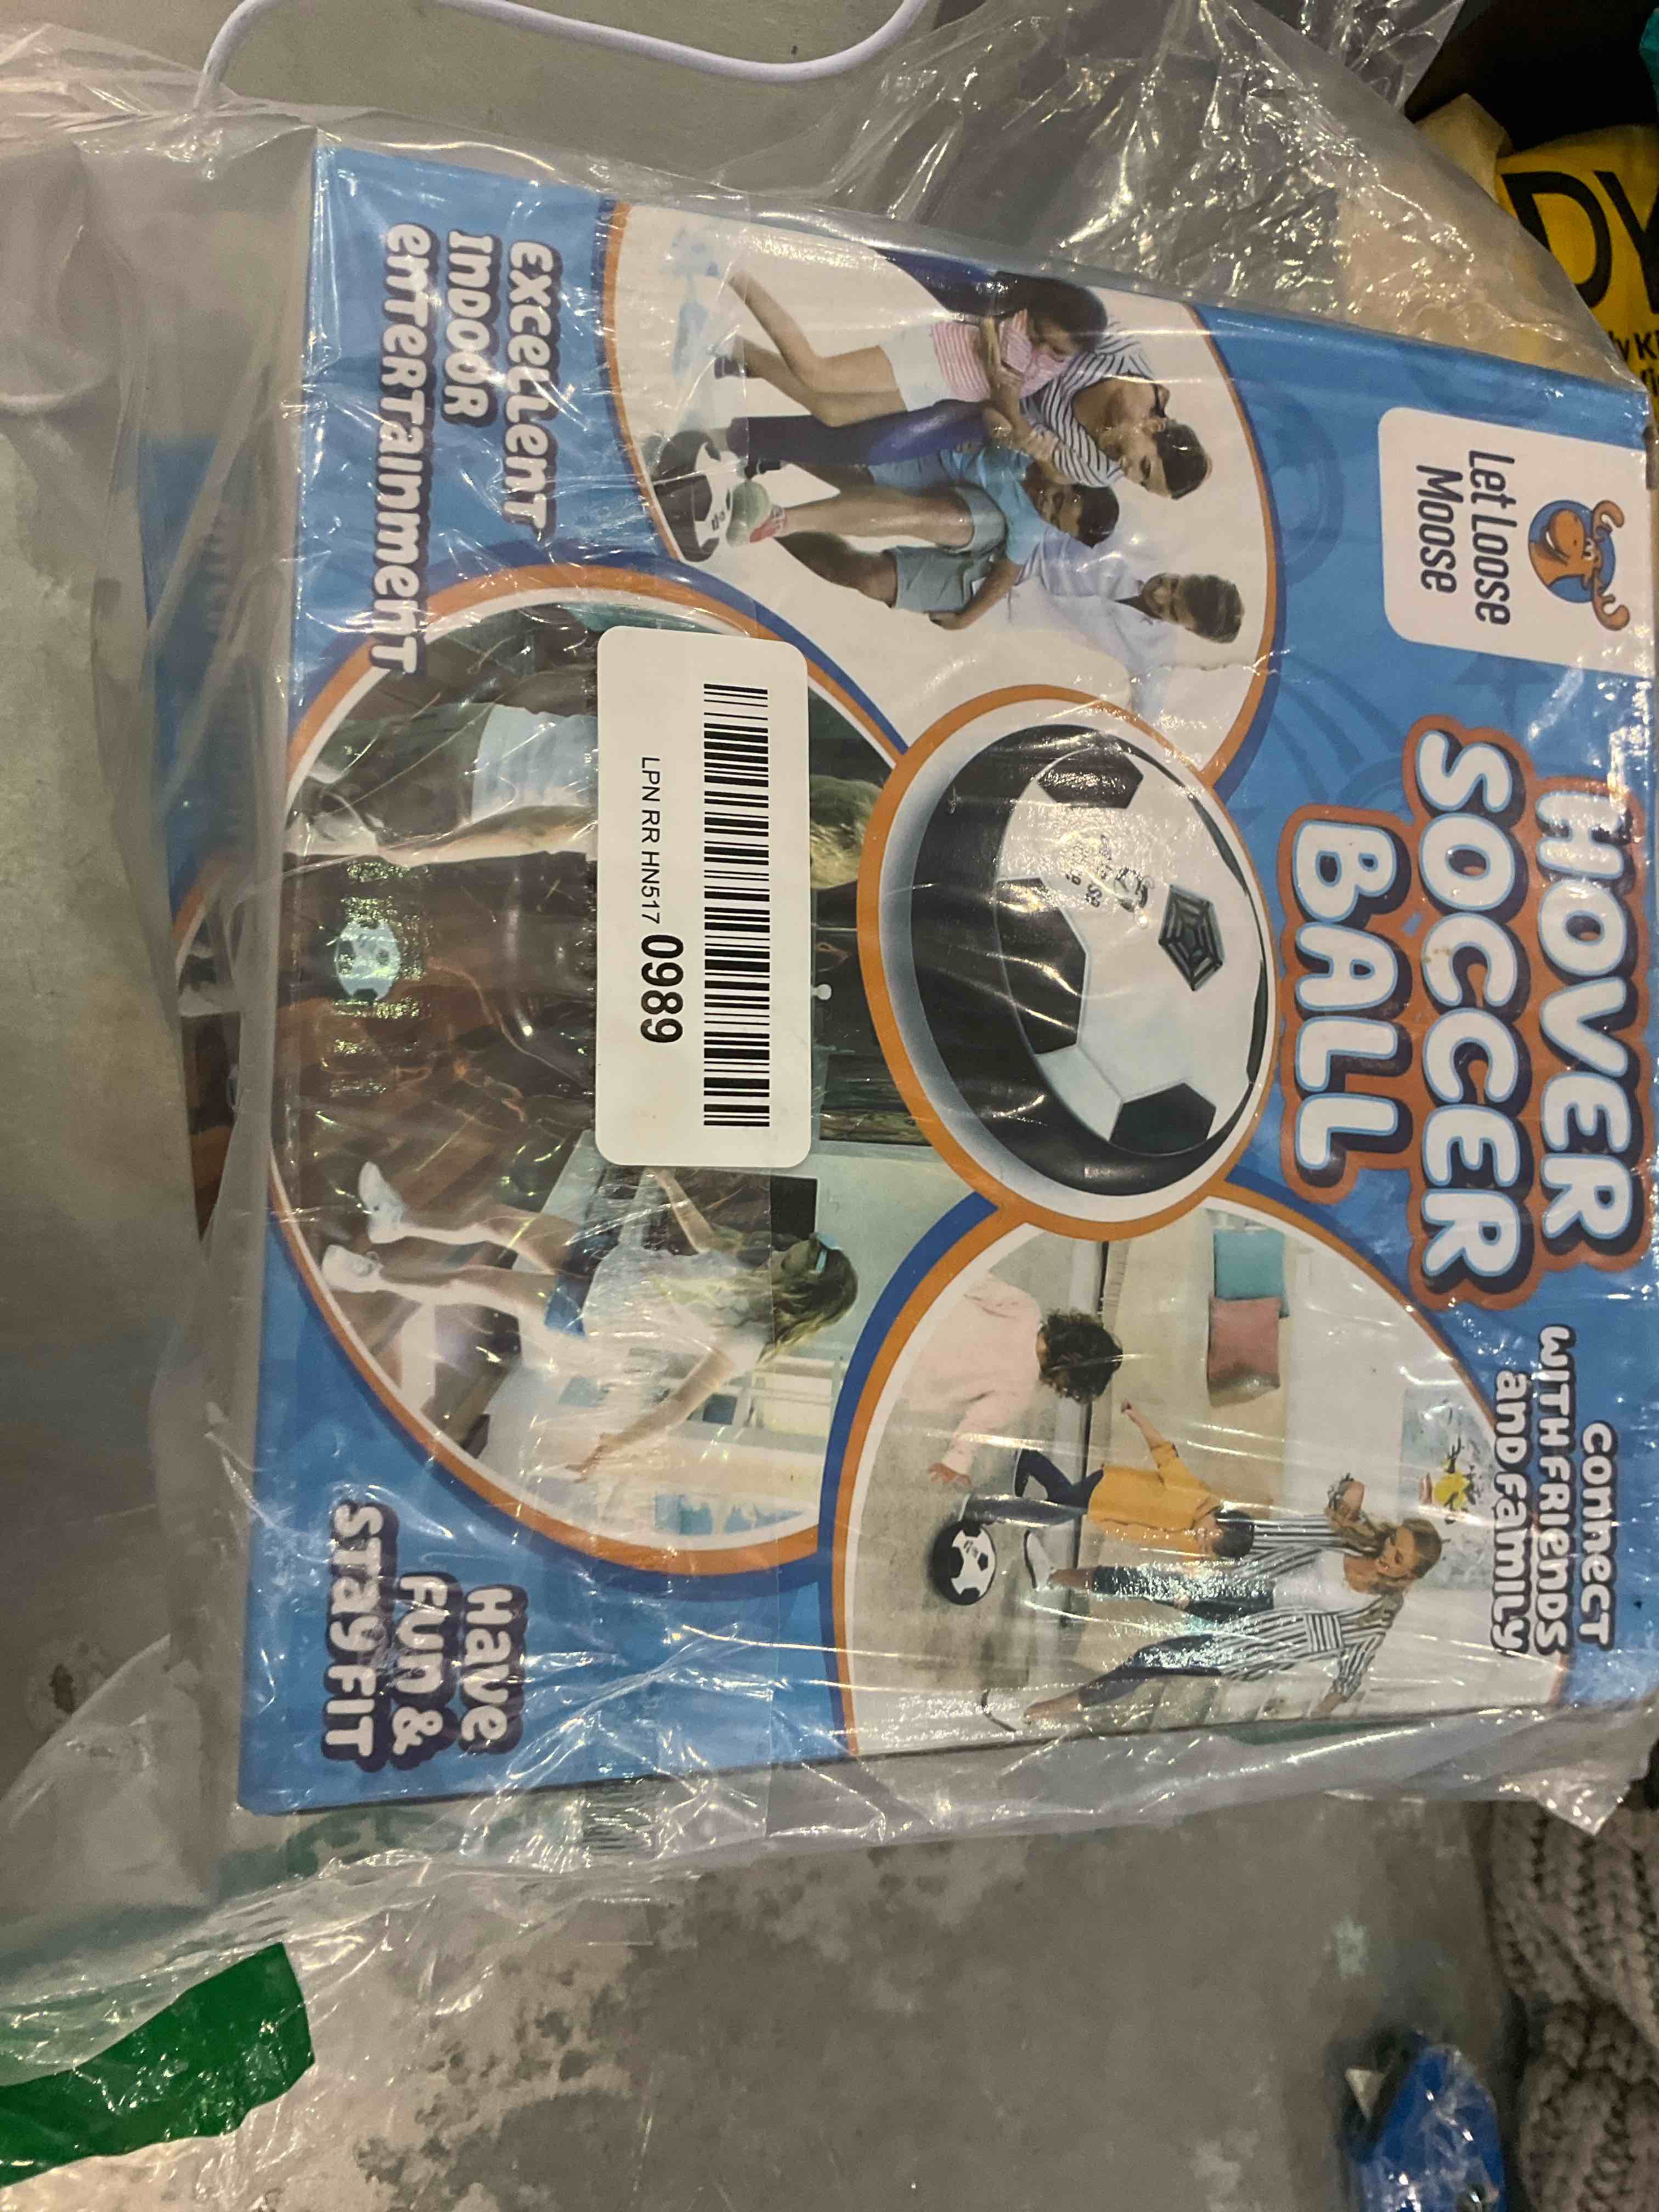 Let Loose
Moose
HOVER
SOCCER
BALL
CONNECT
WITH FRIENDS
AND FAMILY
EXCELLENT
INDOOR
ENTERTAINMENT
LPN RR HN517 0989
HAVE
FUN &
STAY FIT
DY